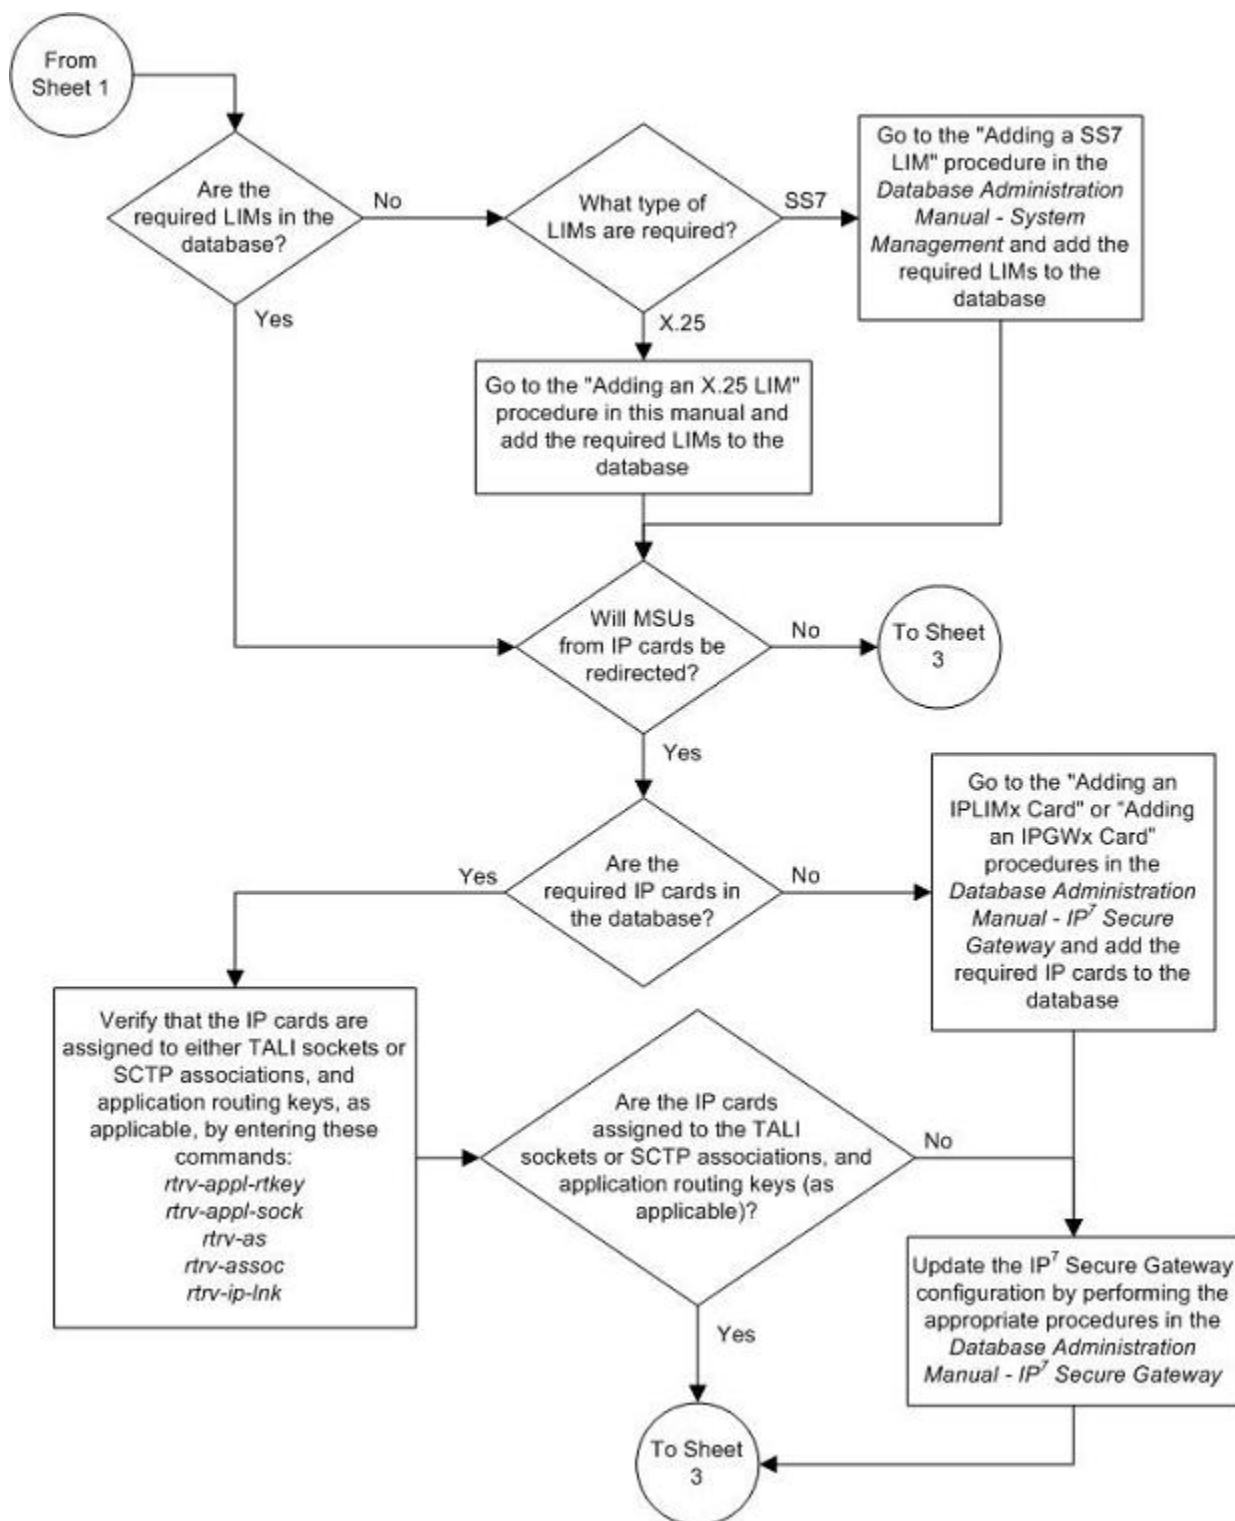 From
Sheet 1
Are the
required LIMs in the
database?
No
Yes
What type of
LIMs are required?
SS7
X.25
Go to the "Adding a SS7
LIM" procedure in the
Database Administration
Manual - System
Management and add the
required LIMs to the
database
Go to the "Adding an X.25 LIM"
procedure in this manual and
add the required LIMs to the
database
Will MSUs
from IP cards be
redirected?
No
To Sheet
3
Yes
Are the
required IP cards in
the database?
Yes
No
Go to the "Adding an
IPLIMx Card" or "Adding
an IPGWx Card"
procedures in the
Database Administration
Manual - IP⁷ Secure
Gateway and add the
required IP cards to the
database
Verify that the IP cards are
assigned to either TALI sockets or
SCTP associations, and
application routing keys, as
applicable, by entering these
commands:
rtrv-appl-rtkey
rtrv-appl-sock
rtrv-as
rtrv-assoc
rtrv-ip-lnk
Are the IP cards
assigned to the TALI
sockets or SCTP associations, and
application routing keys (as
applicable)?
No
Yes
Update the IP⁷ Secure Gateway
configuration by performing the
appropriate procedures in the
Database Administration
Manual - IP⁷ Secure Gateway
To Sheet
3